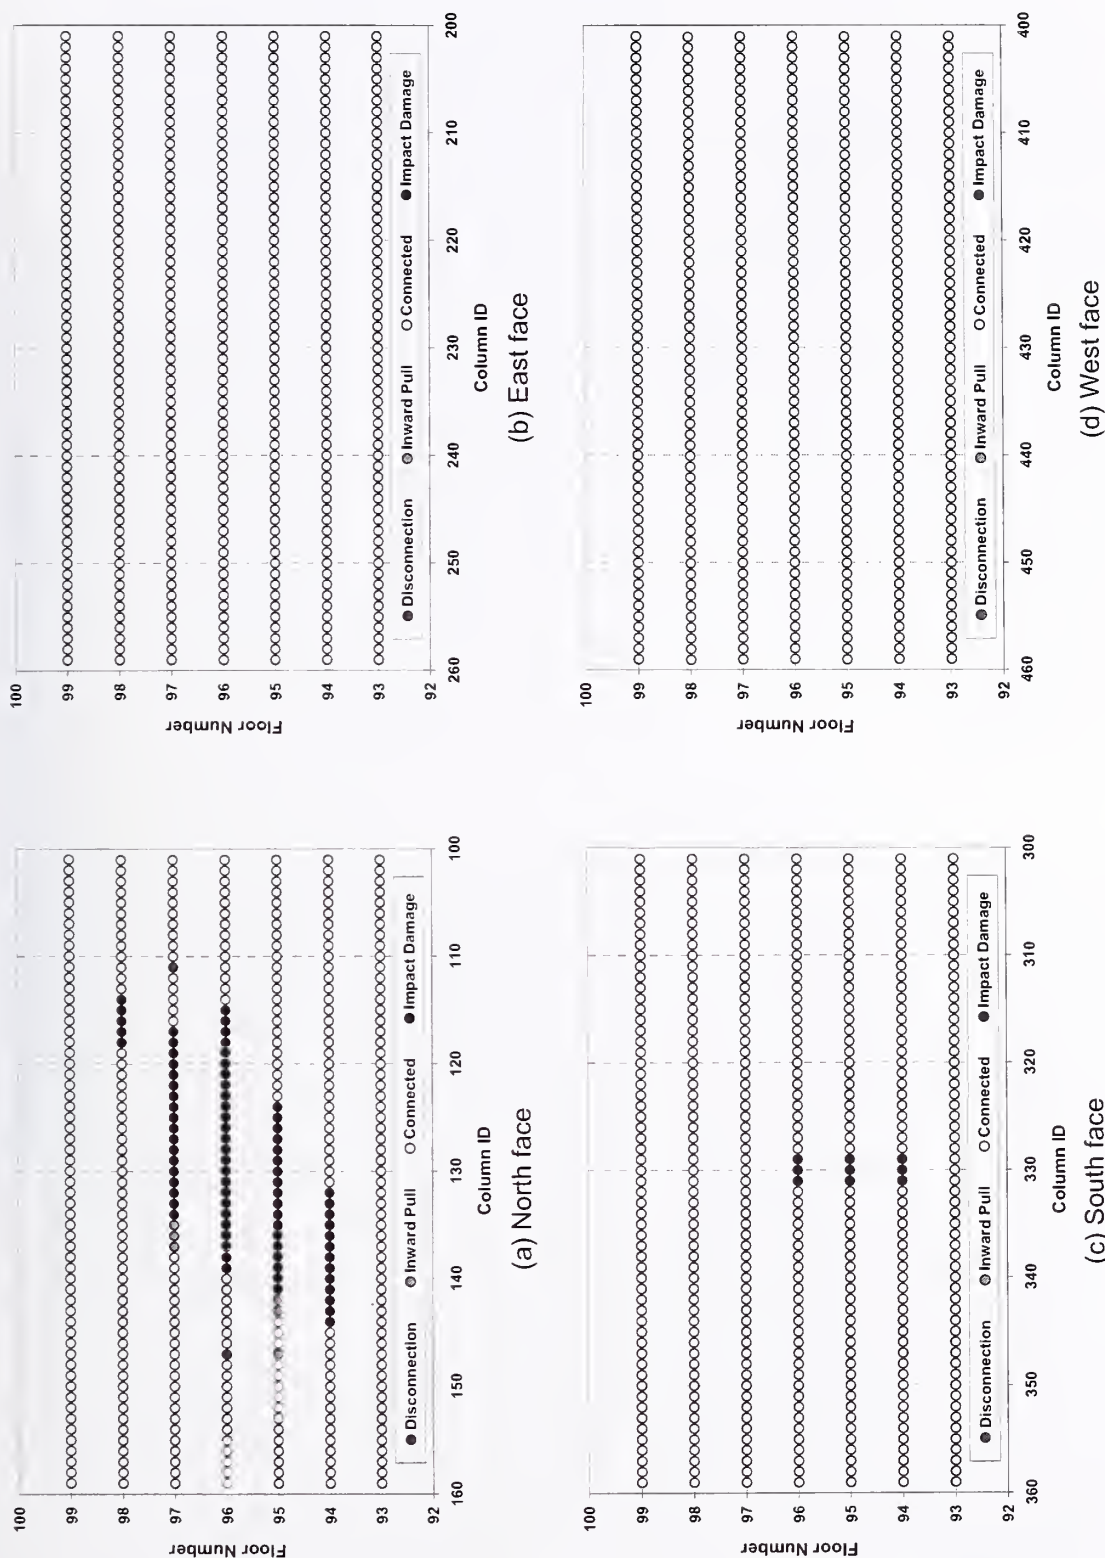 Floor Number
100
99
98
97
96
95
94
93
92
160 150 140 130 120 110 100
Disconnection Inward Pull Connected Impact Damage
Column ID
(a) North face
Floor Number
100
99
98
97
96
95
94
93
92
260 250 240 230 220 210 200
Disconnection Inward Pull Connected Impact Damage
Column ID
(b) East face
Floor Number
100
99
98
97
96
95
94
93
92
360 350 340 330 320 310 300
Disconnection Inward Pull Connected Impact Damage
Column ID
(c) South face
Floor Number
100
99
98
97
96
95
94
93
92
460 450 440 430 420 410 400
Disconnection Inward Pull Connected Impact Damage
Column ID
(d) West face